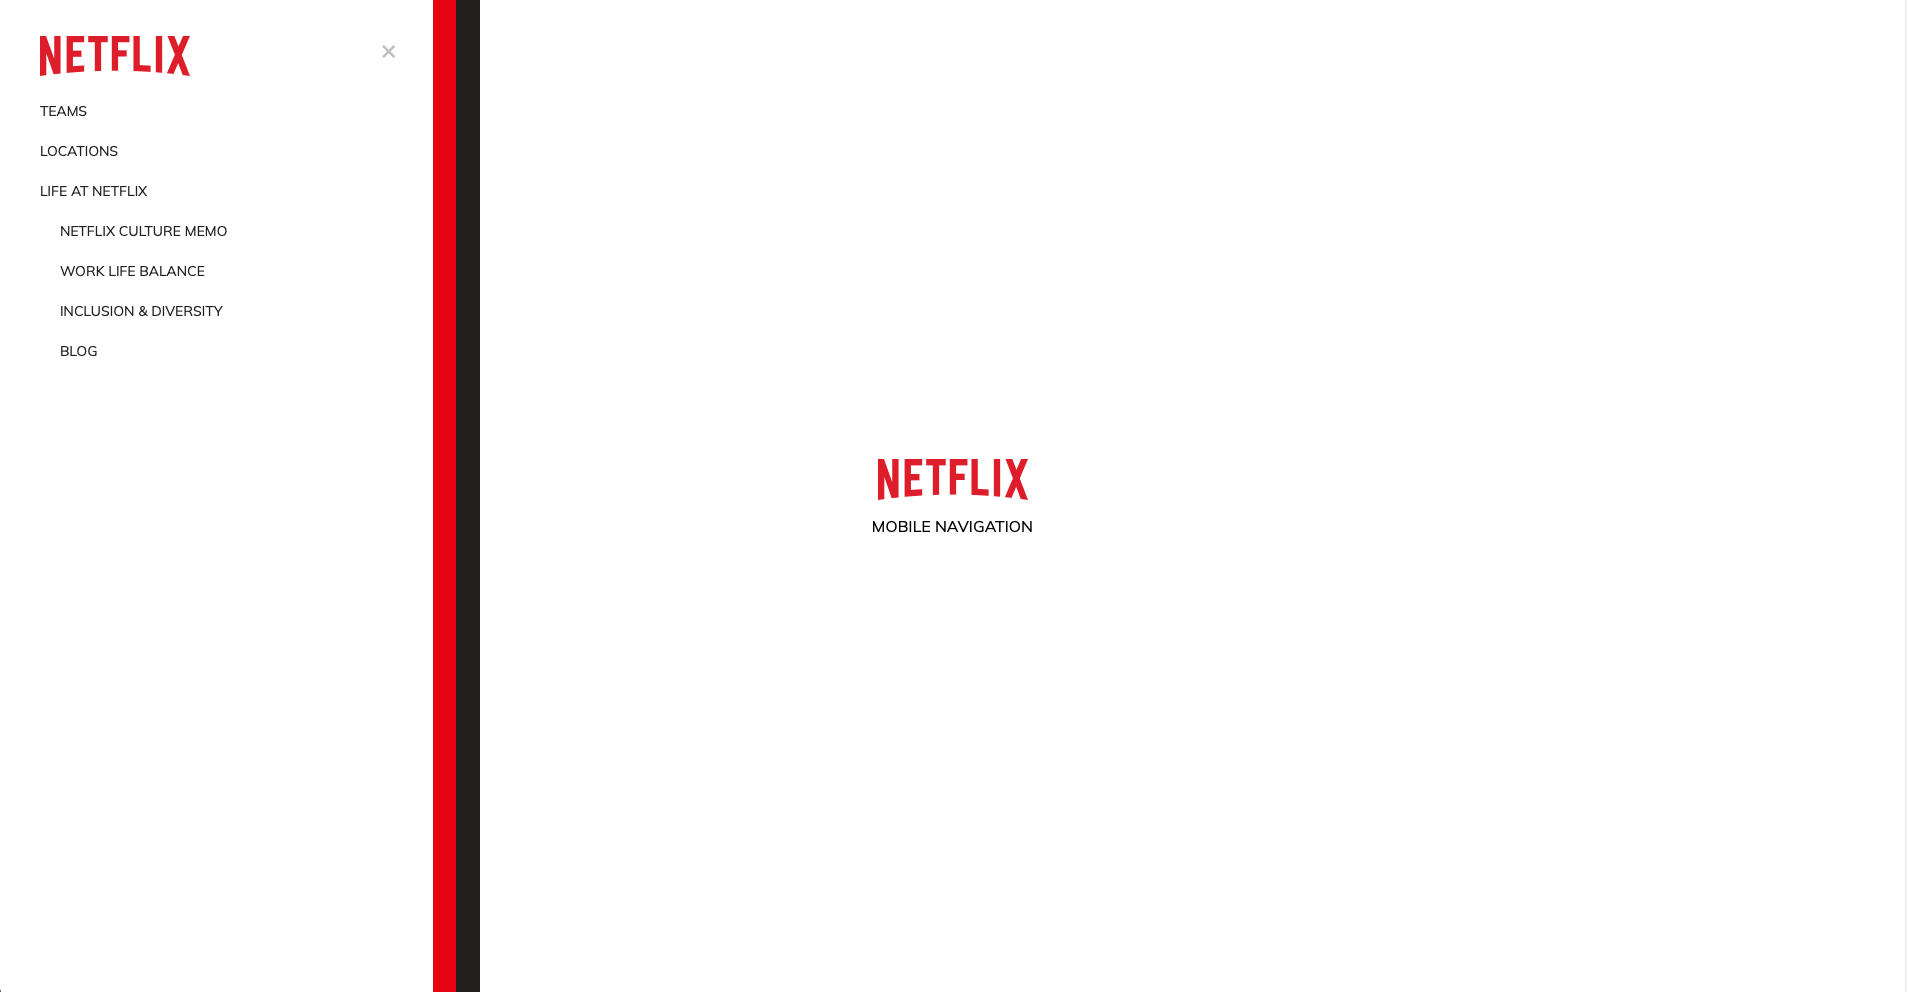 NETFLIX
TEAMS
LOCATIONS
LIFE AT NETFLIX
NETFLIX CULTURE MEMO
WORK LIFE BALANCE
INCLUSION & DIVERSITY
BLOG
NETFLIX
MOBILE NAVIGATION